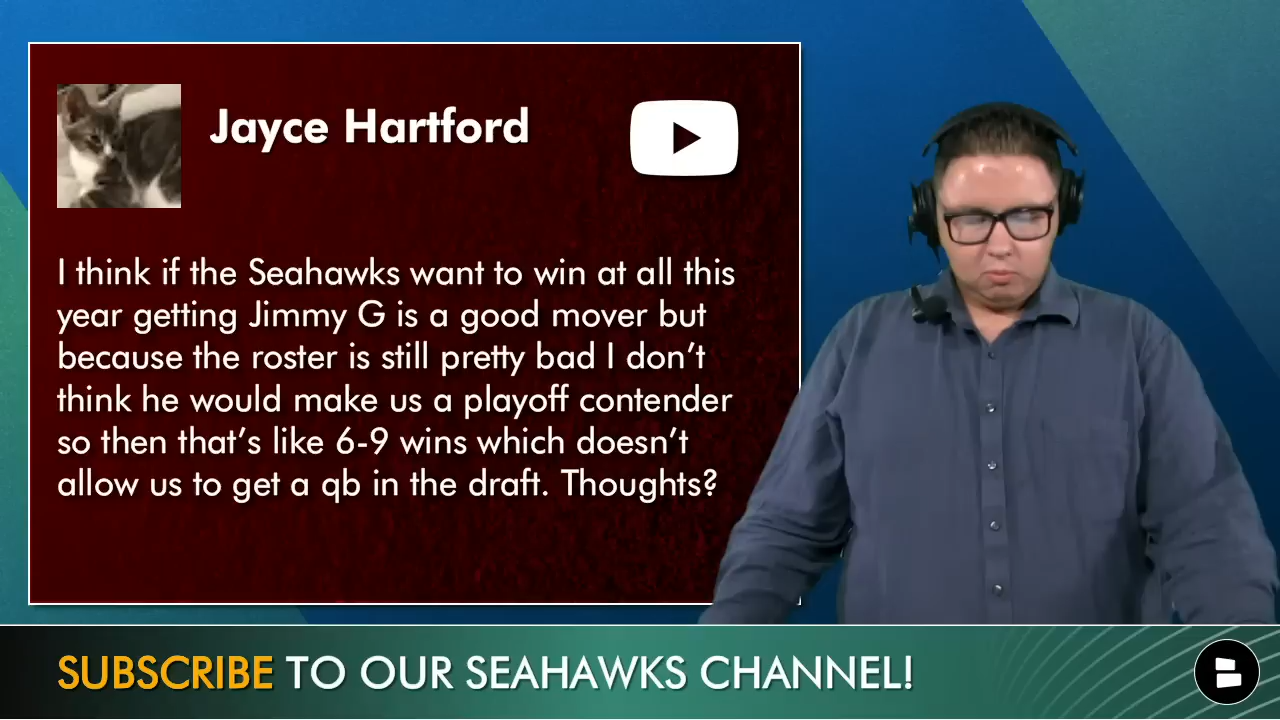 Jayce Hartford
I think if the Seahawks want to win at all this
year getting Jimmy G is a good mover but
because the roster is still pretty bad I don't
think he would make us a playoff contender
so then that's like 6-9 wins which doesn't
allow us to get a qb in the draft. Thoughts?
SUBSCRIBE TO OUR SEAHAWKS CHANNEL!